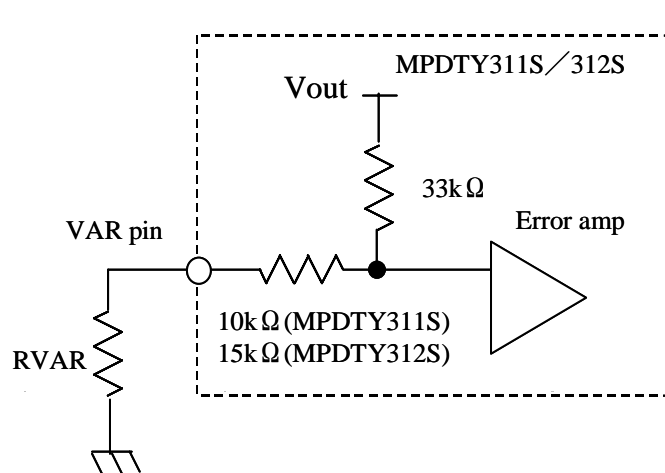 MPDTY311S／312S
Vout
33kΩ
Error amp
VAR pin
10kΩ(MPDTY311S)
15kΩ(MPDTY312S)
RVAR